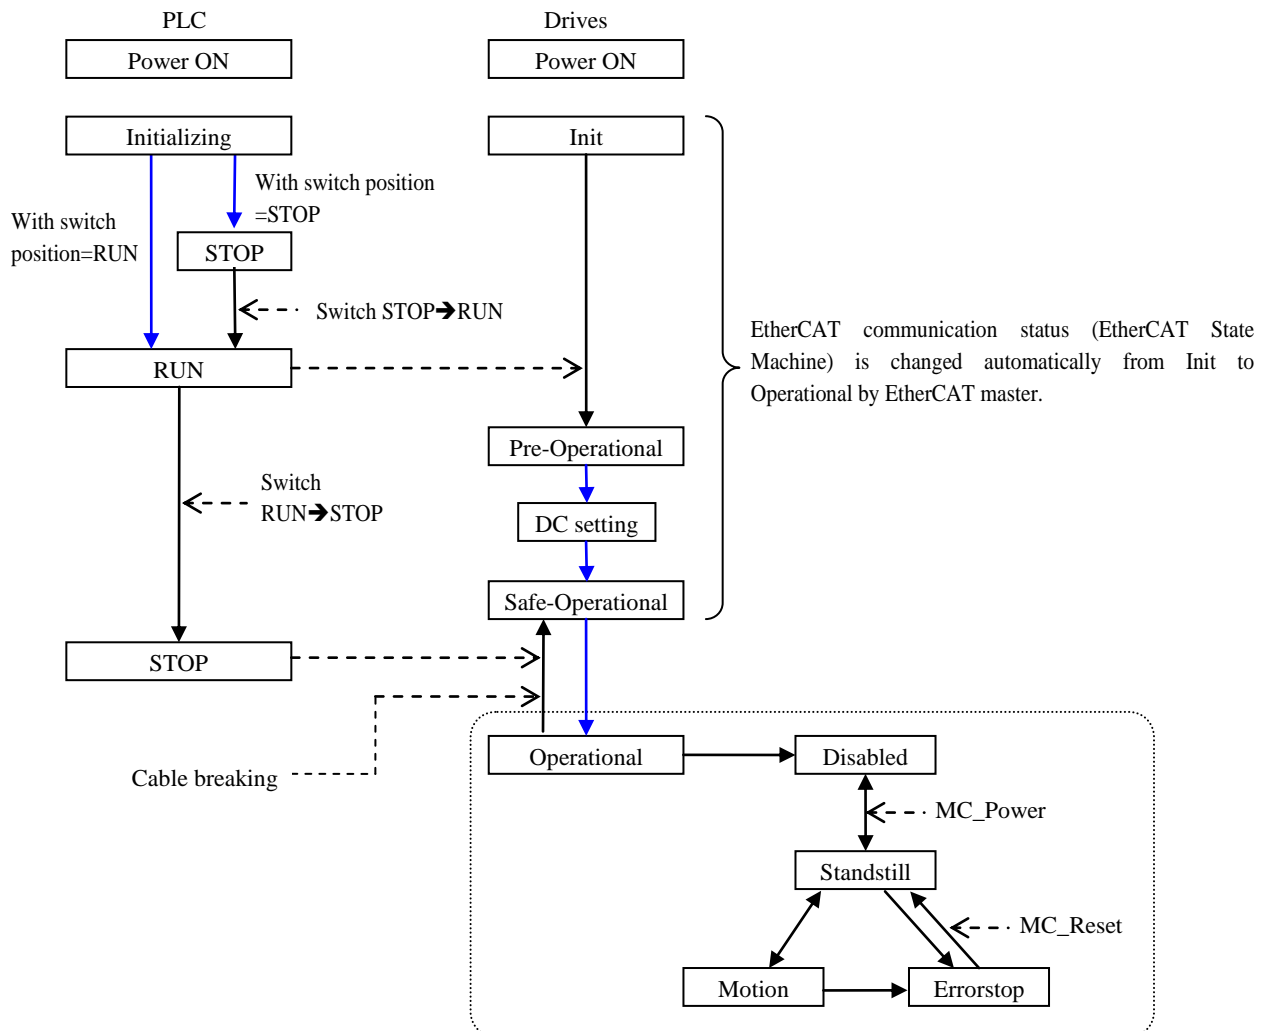 PLC
Drives
Power ON
Power ON
Initializing
Init
With switch position
=STOP
With switch
position=RUN
STOP
Switch STOP➔RUN
EtherCAT communication status (EtherCAT State
Machine) is changed automatically from Init to
Operational by EtherCAT master.
RUN
Pre-Operational
Switch
RUN➔STOP
DC setting
Safe-Operational
STOP
Operational
Disabled
Cable breaking
MC_Power
Standstill
MC_Reset
Motion
Errorstop